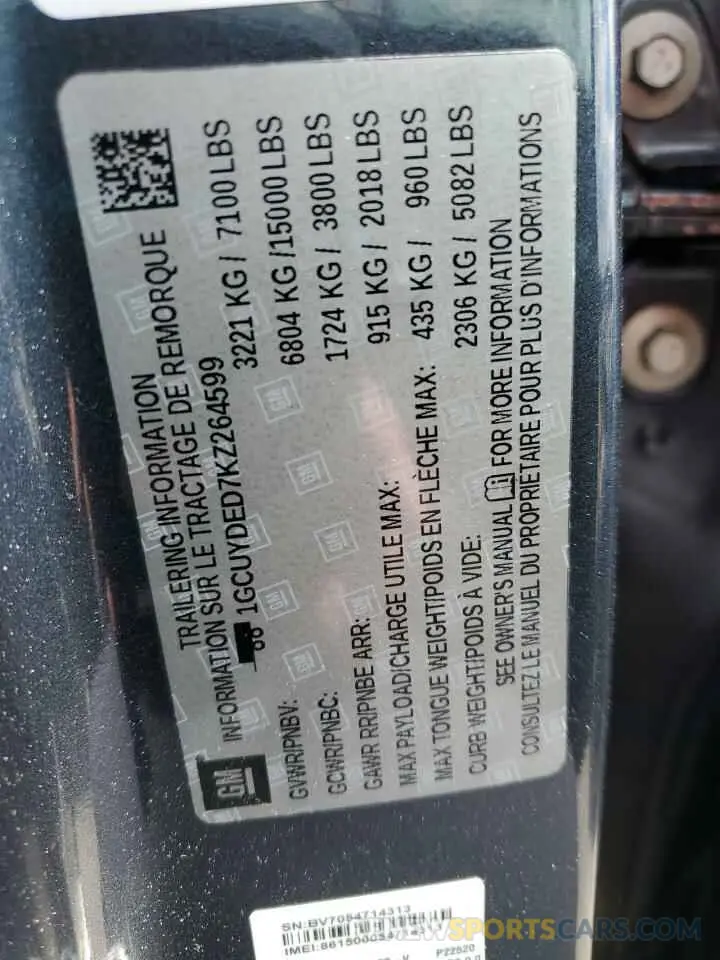 TRAILERING INFORMATION
INFORMATION SUR LE TRACTAGE DE REMORQUE
1GCUYDED7KZ264599
GM
GVWR/PNBV: 3221 KG / 7100 LBS
GCWR/PNBC: 6804 KG /15000 LBS
GAWR RR/PNBE ARR: 1724 KG / 3800 LBS
MAX PAYLOAD/CHARGE UTILE MAX: 915 KG / 2018 LBS
MAX TONGUE WEIGHT/POIDS EN FLÈCHE MAX: 435 KG / 960 LBS
CURB WEIGHT/POIDS À VIDE: 2306 KG / 5082 LBS
SEE OWNER'S MANUAL FOR MORE INFORMATION
CONSULTEZ LE MANUEL DU PROPRIÉTAIRE POUR PLUS D'INFORMATIONS
SN:BV7084714313
P22520
SALESHISTORY.ORG